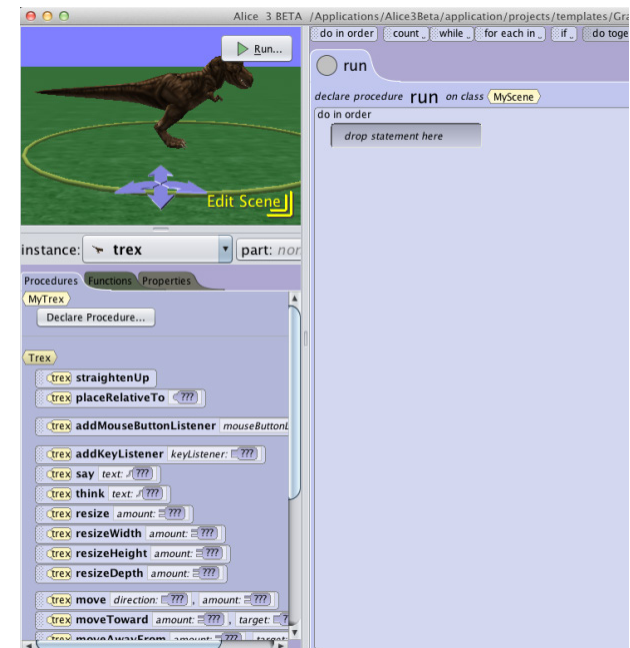 Alice 3 BETA /Applications/Alice3Beta/application/projects/templates/Gra
do in order count while for each in if do toge
Run...
run
declare procedure run on class MyScene
do in order
drop statement here
Edit Scene
instance: trex part: nor
Procedures Functions Properties
MyTrex
Declare Procedure...
Trex
trex straightenUp
trex placeRelativeTo ???
trex addMouseButtonListener mouseButtonL
trex addKeyListener keyListener: ???
trex say text: ???
trex think text: ???
trex resize amount: ???
trex resizeWidth amount: ???
trex resizeHeight amount: ???
trex resizeDepth amount: ???
trex move direction: ??? , amount: ???
trex moveToward amount: ??? , target: ?
trex moveAwayFrom amount: ??? target: